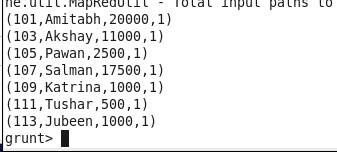 ne.util.MapRedUtil - Total input paths to
(101,Amitabh,20000,1)
(103,Akshay,11000,1)
(105,Pawan,2500,1)
(107,Salman,17500,1)
(109,Katrina,1000,1)
(111,Tushar,500,1)
(113,Jubeen,1000,1)
grunt>